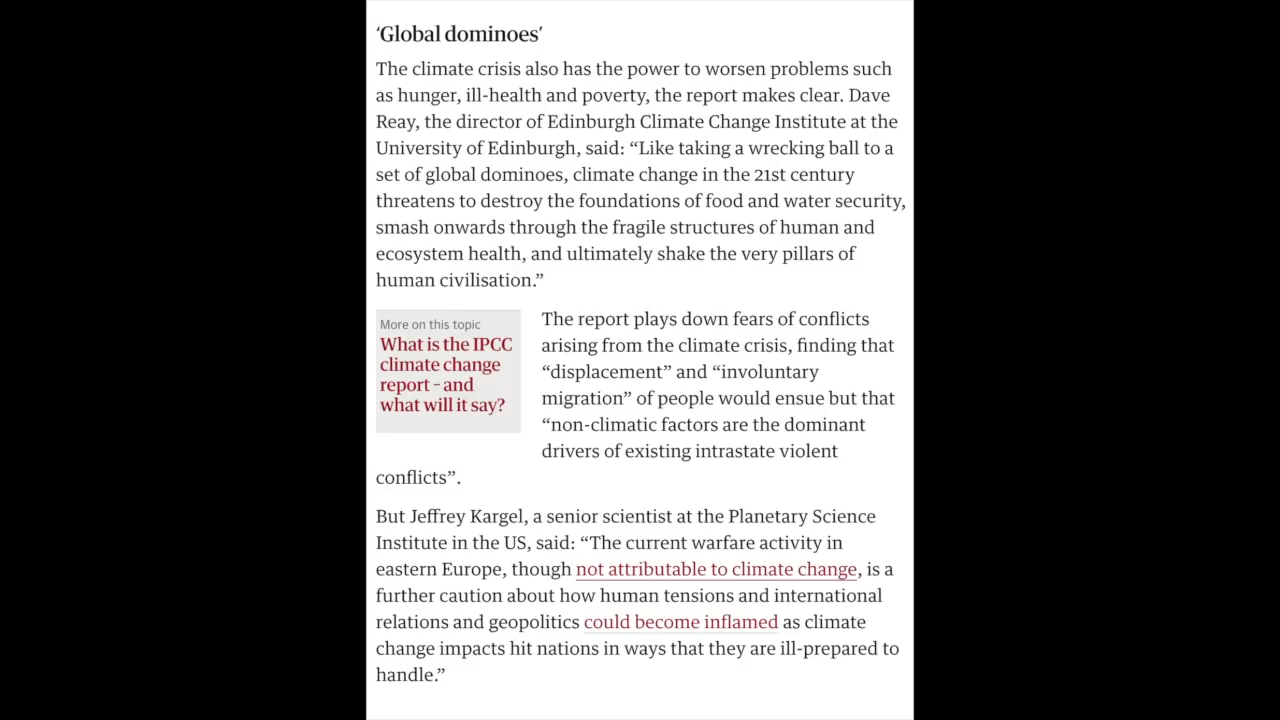 ‘Global dominoes’
The climate crisis also has the power to worsen problems such
as hunger, ill-health and poverty, the report makes clear. Dave
Reay, the director of Edinburgh Climate Change Institute at the
University of Edinburgh, said: “Like taking a wrecking ball to a
set of global dominoes, climate change in the 21st century
threatens to destroy the foundations of food and water security,
smash onwards through the fragile structures of human and
ecosystem health, and ultimately shake the very pillars of
human civilisation.”
More on this topic
What is the IPCC
climate change
report – and
what will it say?
The report plays down fears of conflicts
arising from the climate crisis, finding that
“displacement” and “involuntary
migration” of people would ensue but that
“non-climatic factors are the dominant
drivers of existing intrastate violent
conflicts”.
But Jeffrey Kargel, a senior scientist at the Planetary Science
Institute in the US, said: “The current warfare activity in
eastern Europe, though not attributable to climate change, is a
further caution about how human tensions and international
relations and geopolitics could become inflamed as climate
change impacts hit nations in ways that they are ill-prepared to
handle.”